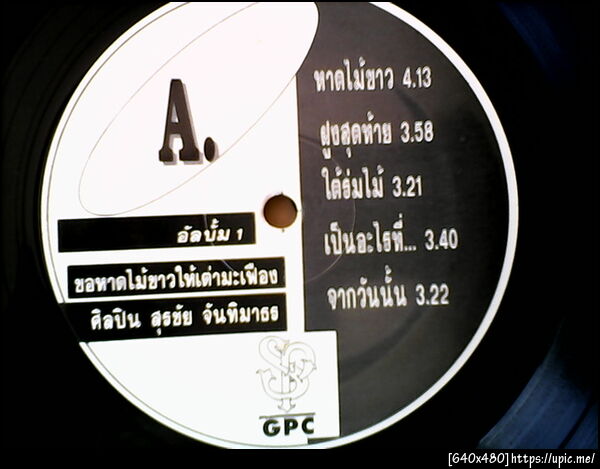 A.
อัลบั้ม 1
ขอหาดไม้ขาวให้เต่ามะเฟือง
ศิลปิน สุรชัย จันทิมาธร
GPC
หาดไม้ขาว 4.13
ฝูงสุดท้าย 3.58
ใต้ร่มไม้ 3.21
เป็นอะไรที่... 3.40
จากวันนั้น 3.22
[640x480]https://upic.me/